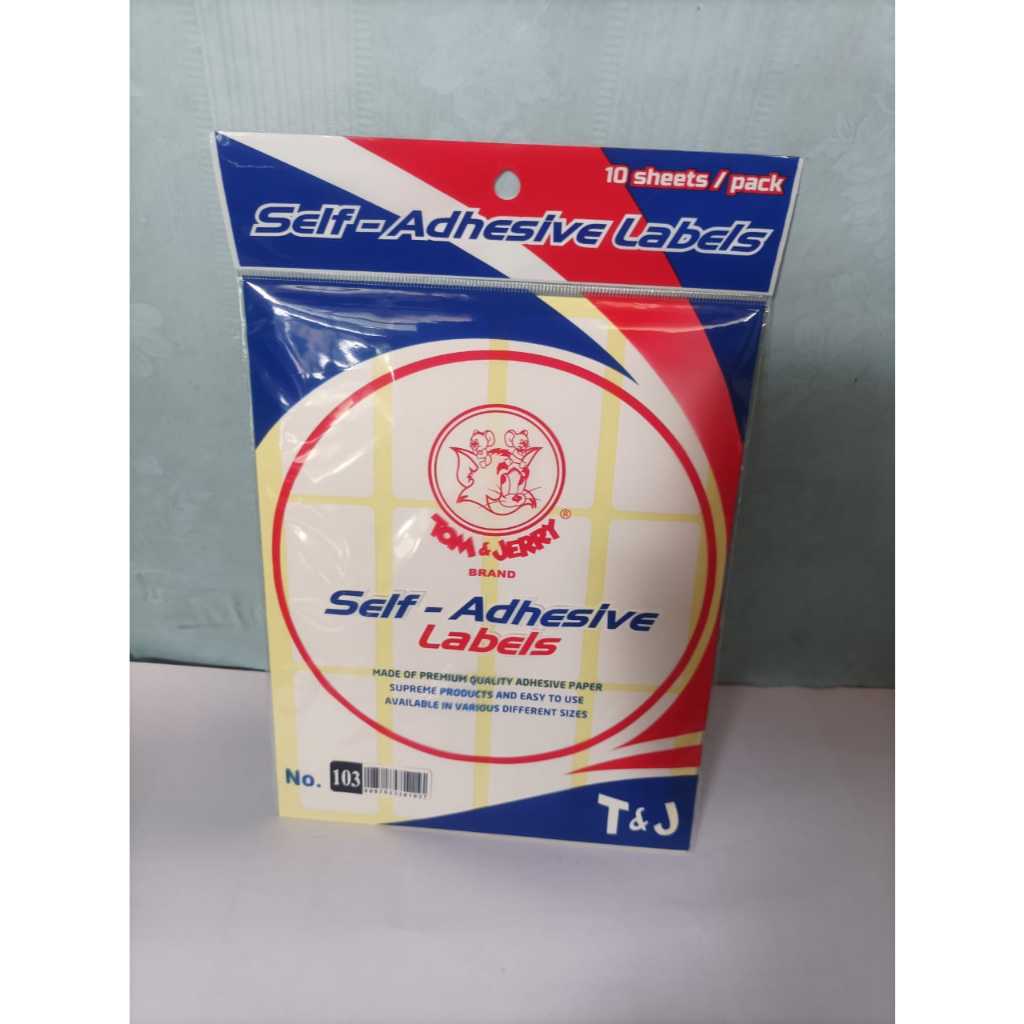 10 sheets / pack
Self - Adhesive Labels
TOM & JERRY ®
BRAND
Self - Adhesive
Labels
MADE OF PREMIUM QUALITY ADHESIVE PAPER
SUPREME PRODUCTS AND EASY TO USE
AVAILABLE IN VARIOUS DIFFERENT SIZES
No. 103
T&J